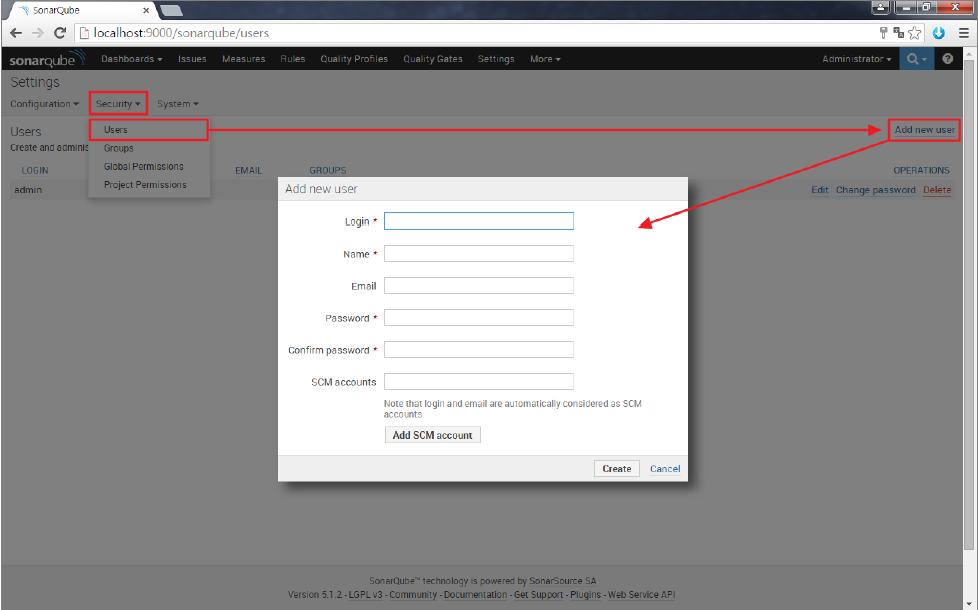 SonarQube
localhost:9000/sonarqube/users
sonarqube Dashboards Issues Measures Rules Quality Profiles Quality Gates Settings More Administrator ?
Settings
Configuration Security System
Users
Users Add new user
Create and adminis
Groups
Global Permissions
Project Permissions
LOGIN EMAIL GROUPS OPERATIONS
admin Edit Change password Delete
Add new user
Login *
Name *
Email
Password *
Confirm password *
SCM accounts
Note that login and email are automatically considered as SCM
accounts
Add SCM account
Create Cancel
SonarQube™ technology is powered by SonarSource SA
Version 5.1.2 - LGPL v3 - Community - Documentation - Get Support - Plugins - Web Service API